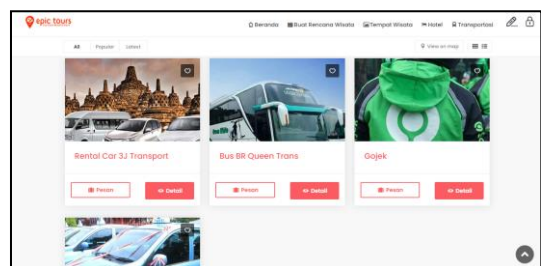 epic tours
Beranda Buat Rencana Wisata Tempat Wisata Hotel Transportasi
All Popular Latest
View on map
Rental Car 3J Transport
Bus BR Queen Trans
Gojek
Pesan Detail
Pesan Detail
Pesan Detail